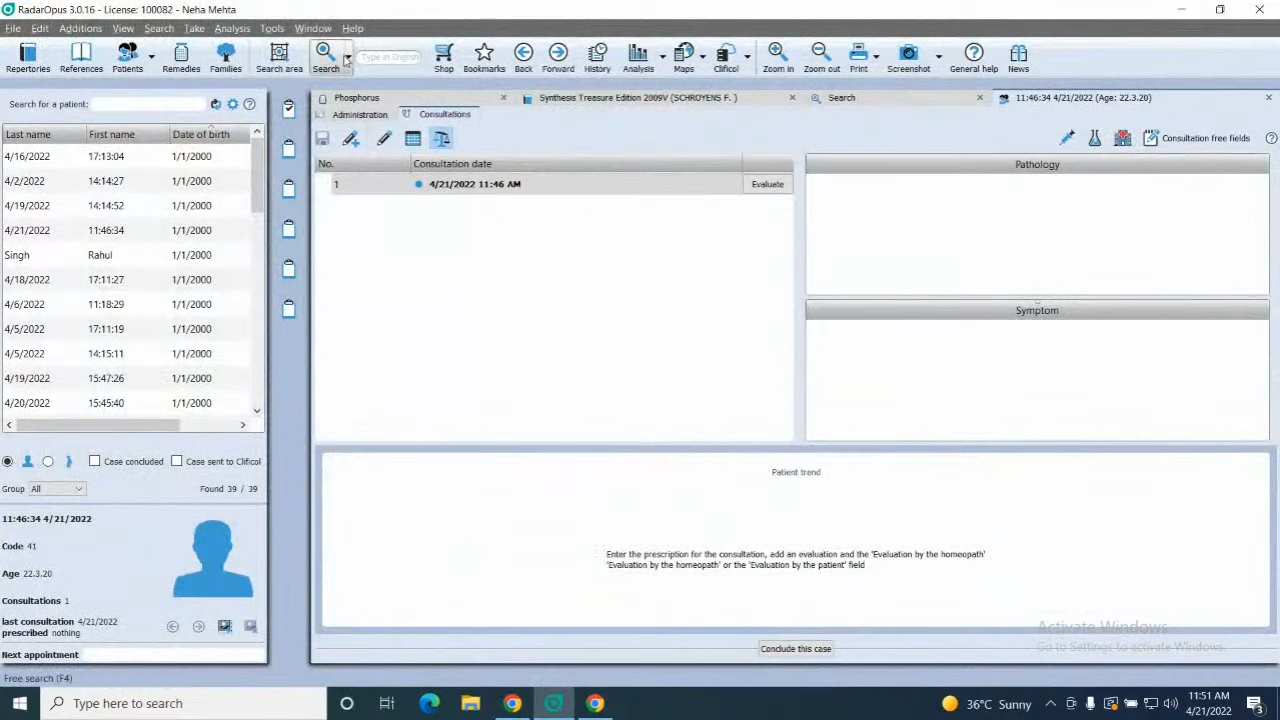 RadarOpus 3.0.16 - License: 100082 - Neha Mehta
File Edit Additions View Search Take Analysis Tools Window Help
Repertories References Patients Remedies Families Search area Search Type in English Shop Bookmarks Back Forward History Analysis Maps Clificol Zoom in Zoom out Print Screenshot General help News
Search for a patient:
Last name First name Date of birth
4/16/2022 17:13:04 1/1/2000
4/2/2022 14:14:27 1/1/2000
4/19/2022 14:14:52 1/1/2000
4/21/2022 11:46:34 1/1/2000
Singh Rahul 1/1/2000
4/18/2022 17:11:27 1/1/2000
4/6/2022 11:18:29 1/1/2000
4/5/2022 17:11:19 1/1/2000
4/5/2022 14:15:11 1/1/2000
4/19/2022 15:47:26 1/1/2000
4/20/2022 15:45:40 1/1/2000
Case concluded Case sent to Clificol
Group All Found 39 / 39
11:46:34 4/21/2022
Code 41
Age 22.3.20
Consultations 1
last consultation 4/21/2022
prescribed nothing
Next appointment
Phosphorus Synthesis Treasure Edition 2009V (SCHROYENS F. ) Search 11:46:34 4/21/2022 (Age: 22.3.20)
Administration Consultations
Consultation free fields
No. Consultation date
1 4/21/2022 11:46 AM Evaluate
Pathology
Symptom
Patient trend
Enter the prescription for the consultation, add an evaluation and the 'Evaluation by the homeopath'
'Evaluation by the homeopath' or the 'Evaluation by the patient' field
Activate Windows
Go to Settings to activate Windows.
Conclude this case
Free search (F4)
Type here to search
36°C Sunny
11:51 AM
4/21/2022
3